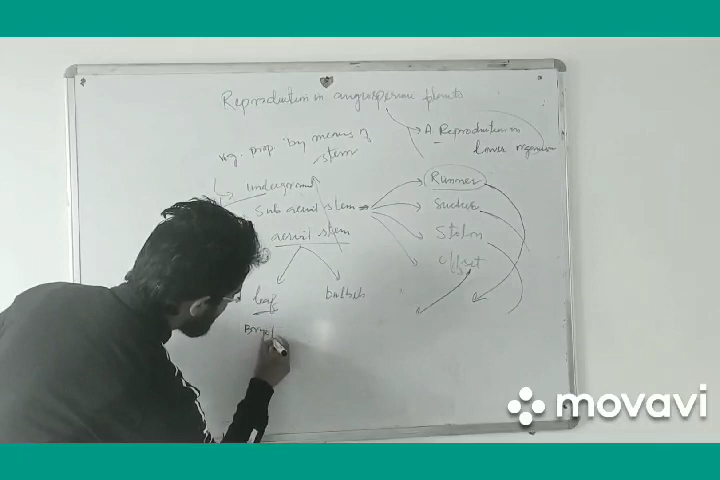 Reproduction in angiospermic plants
A Reproduction in
lower organism
veg. prop. by means of
stem
underground
Sub aerial stem
aerial stem
Runner
Sucker
Stolon
offset
leaf
bulbils
movavi